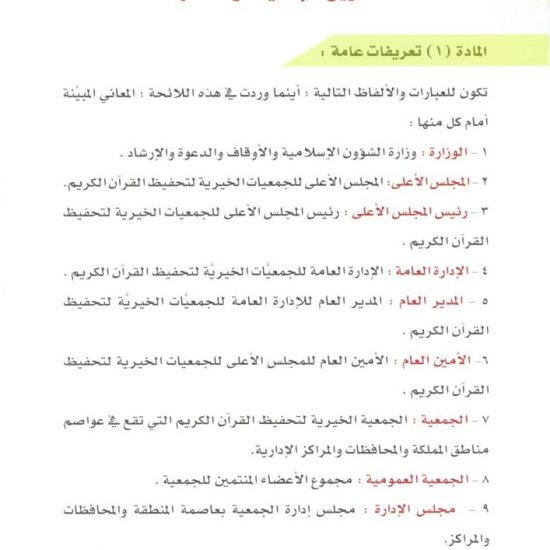 المادة (١) تعريفات عامة :
تكون للعبارات والألفاظ التالية ؛ أينما وردت في هذه اللائحة ؛ المعاني المبيَّنة
أمام كل منها :
١ - الوزارة : وزارة الشؤون الإسلامية والأوقاف والدعوة والإرشاد .
٢- المجلس الأعلى: المجلس الأعلى للجمعيات الخيرية لتحفيظ القرآن الكريم.
٣ - رئيس المجلس الأعلى : رئيس المجلس الأعلى للجمعيات الخيرية لتحفيظ
القرآن الكريم .
٤ - الإدارة العامة : الإدارة العامة للجمعيَّات الخيريَّة لتحفيظ القرآن الكريم .
٥ - المدير العام : المدير العام للإدارة العامة للجمعيَّات الخيريَّة لتحفيظ
القرآن الكريم .
٦- الأمين العام : الأمين العام للمجلس الأعلى للجمعيات الخيرية لتحفيظ
القرآن الكريم .
٧ - الجمعية : الجمعية الخيرية لتحفيظ القرآن الكريم التي تقع في عواصم
مناطق المملكة والمحافظات والمراكز الإدارية.
٨ - الجمعية العمومية : مجموع الأعضاء المنتمين للجمعية .
٩ - مجلس الإدارة : مجلس إدارة الجمعية بعاصمة المنطقة والمحافظات
والمراكز.